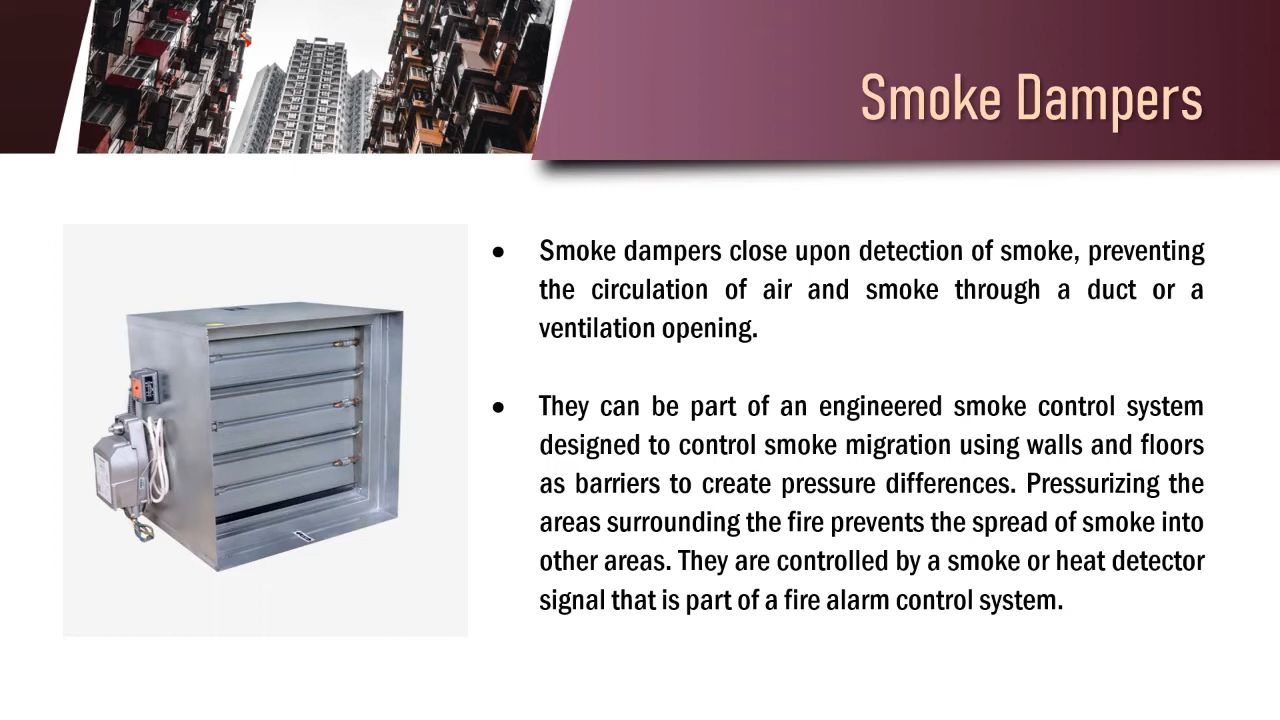 Smoke Dampers
• Smoke dampers close upon detection of smoke, preventing
the circulation of air and smoke through a duct or a
ventilation opening.
• They can be part of an engineered smoke control system
designed to control smoke migration using walls and floors
as barriers to create pressure differences. Pressurizing the
areas surrounding the fire prevents the spread of smoke into
other areas. They are controlled by a smoke or heat detector
signal that is part of a fire alarm control system.